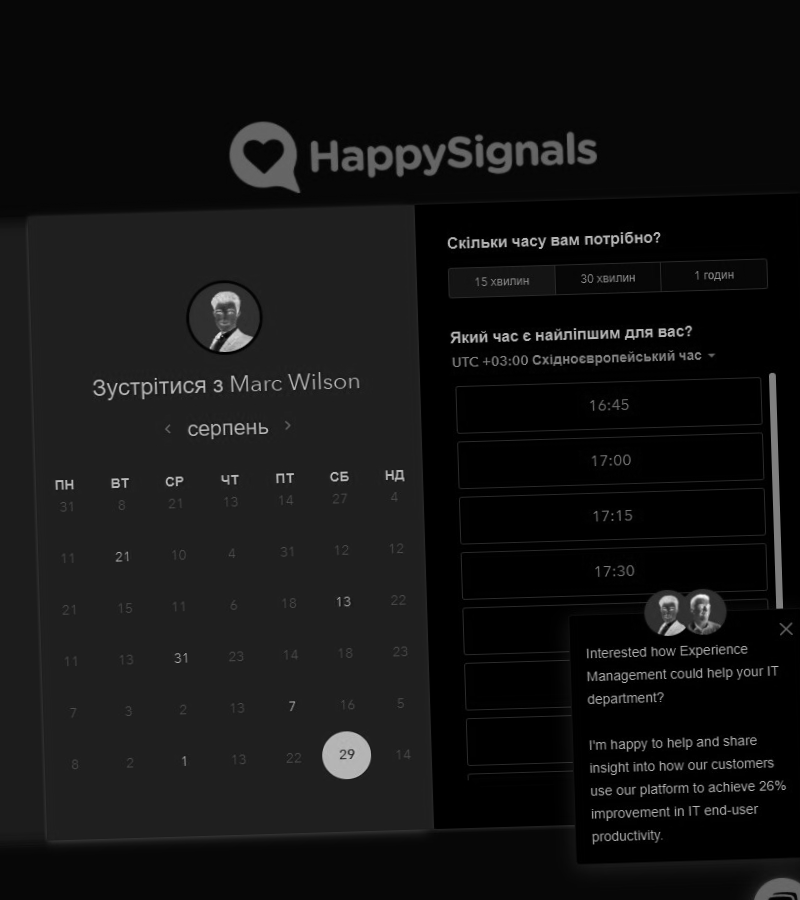 HappySignals
Зустрітися з Marc Wilson
серпень
ПН ВТ СР ЧТ ПТ СБ НД
31 8 21 13 14 27 4
11 21 10 4 31 12 12
21 15 11 6 18 13 22
11 13 31 23 14 18 23
7 3 2 13 7 16 5
8 2 1 13 22 29 14
Скільки часу вам потрібно?
15 хвилин 30 хвилин 1 годин
Який час є найліпшим для вас?
UTC +03:00 Східноєвропейський час
16:45
17:00
17:15
17:30
Interested how Experience
Management could help your IT
department?
I'm happy to help and share
insight into how our customers
use our platform to achieve 26%
improvement in IT end-user
productivity.